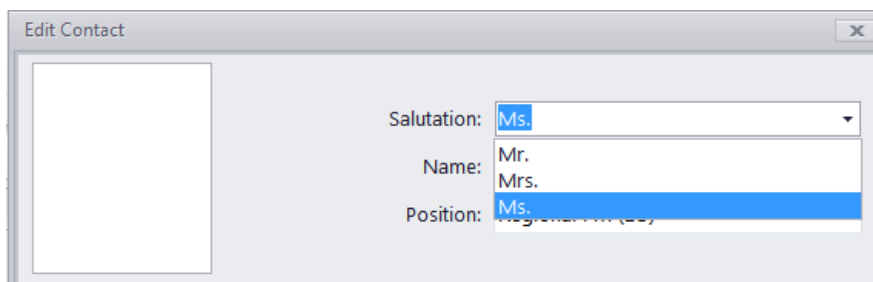 Edit Contact
Salutation: Ms.
Mr.
Name:
Mrs.
Ms.
Position: